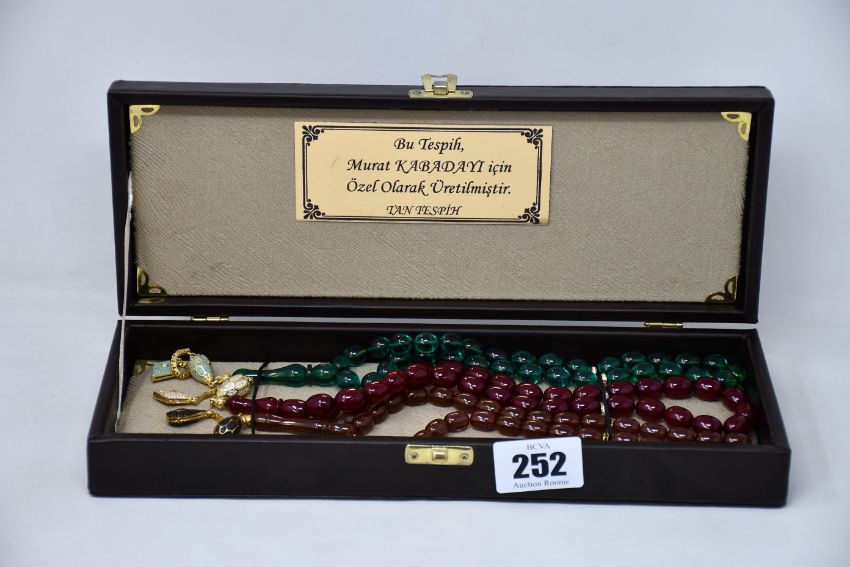 Bu Tespih,
Murat KABADAYI için
Özel Olarak Üretilmiştir.
TAN TESPİH
BCVA
252
Auction Rooms